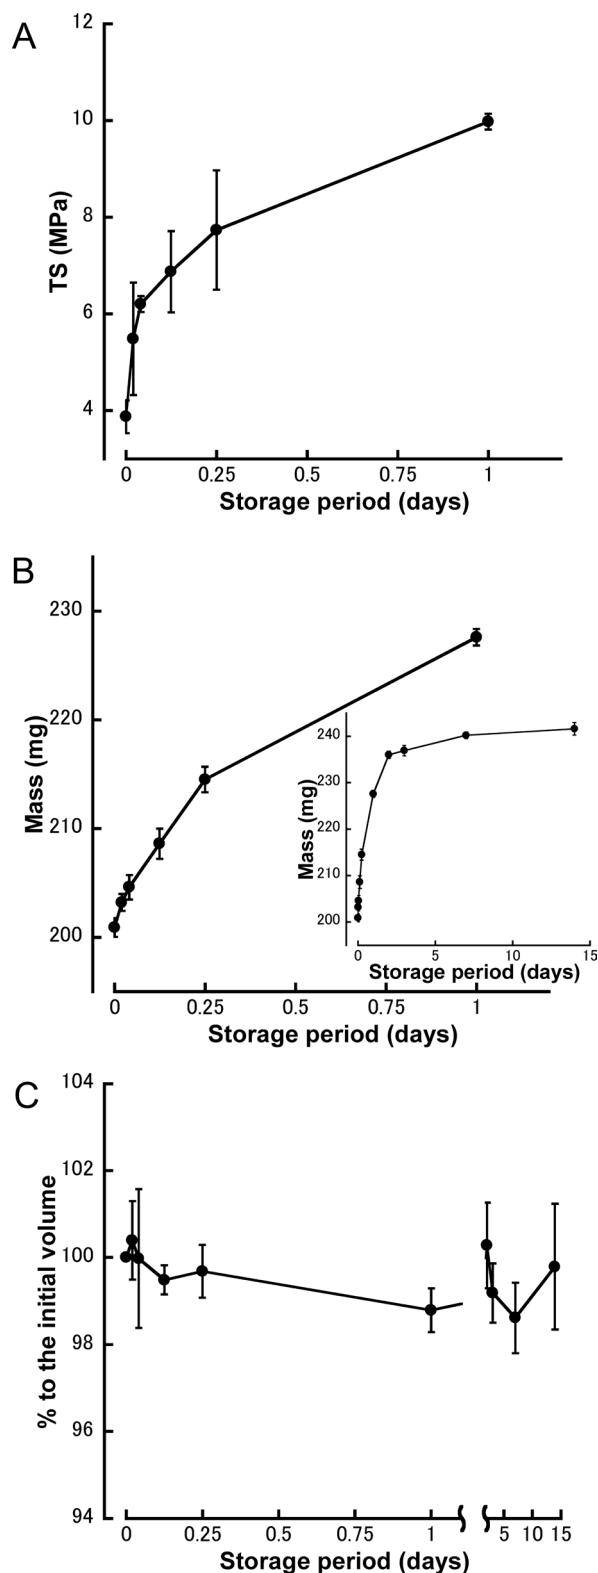 A
12
10
8
6
4
TS (MPa)
0 0.25 0.5 0.75 1
Storage period (days)
B
230
220
210
200
Mass (mg)
240
230
220
210
200
Mass (mg)
0 5 10 15
Storage period (days)
0 0.25 0.5 0.75 1
Storage period (days)
C
104
102
100
98
96
94
% to the initial volume
0 0.25 0.5 0.75 1 5 10 15
Storage period (days)